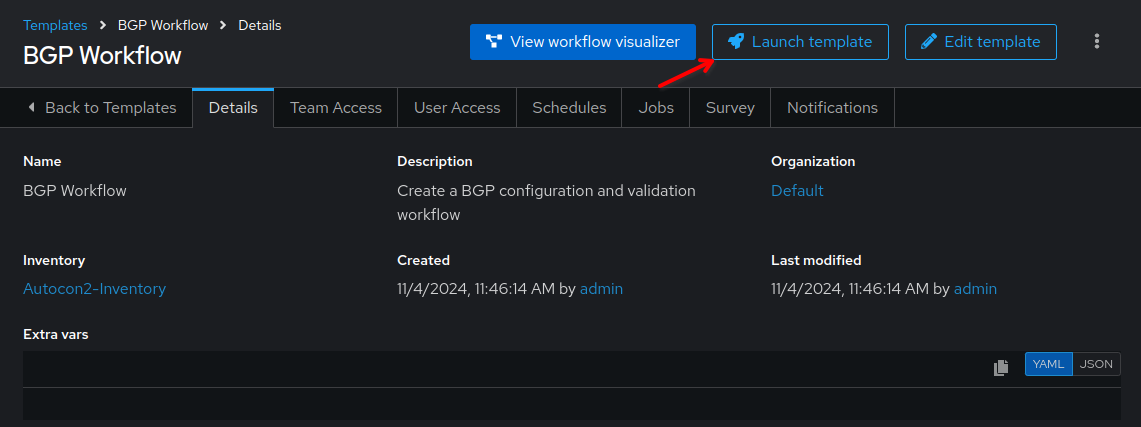 Templates > BGP Workflow > Details
BGP Workflow
View workflow visualizer
Launch template
Edit template
Back to Templates
Details
Team Access
User Access
Schedules
Jobs
Survey
Notifications
Name
BGP Workflow
Description
Create a BGP configuration and validation
workflow
Organization
Default
Inventory
Autocon2-Inventory
Created
11/4/2024, 11:46:14 AM by admin
Last modified
11/4/2024, 11:46:14 AM by admin
Extra vars
YAML
JSON